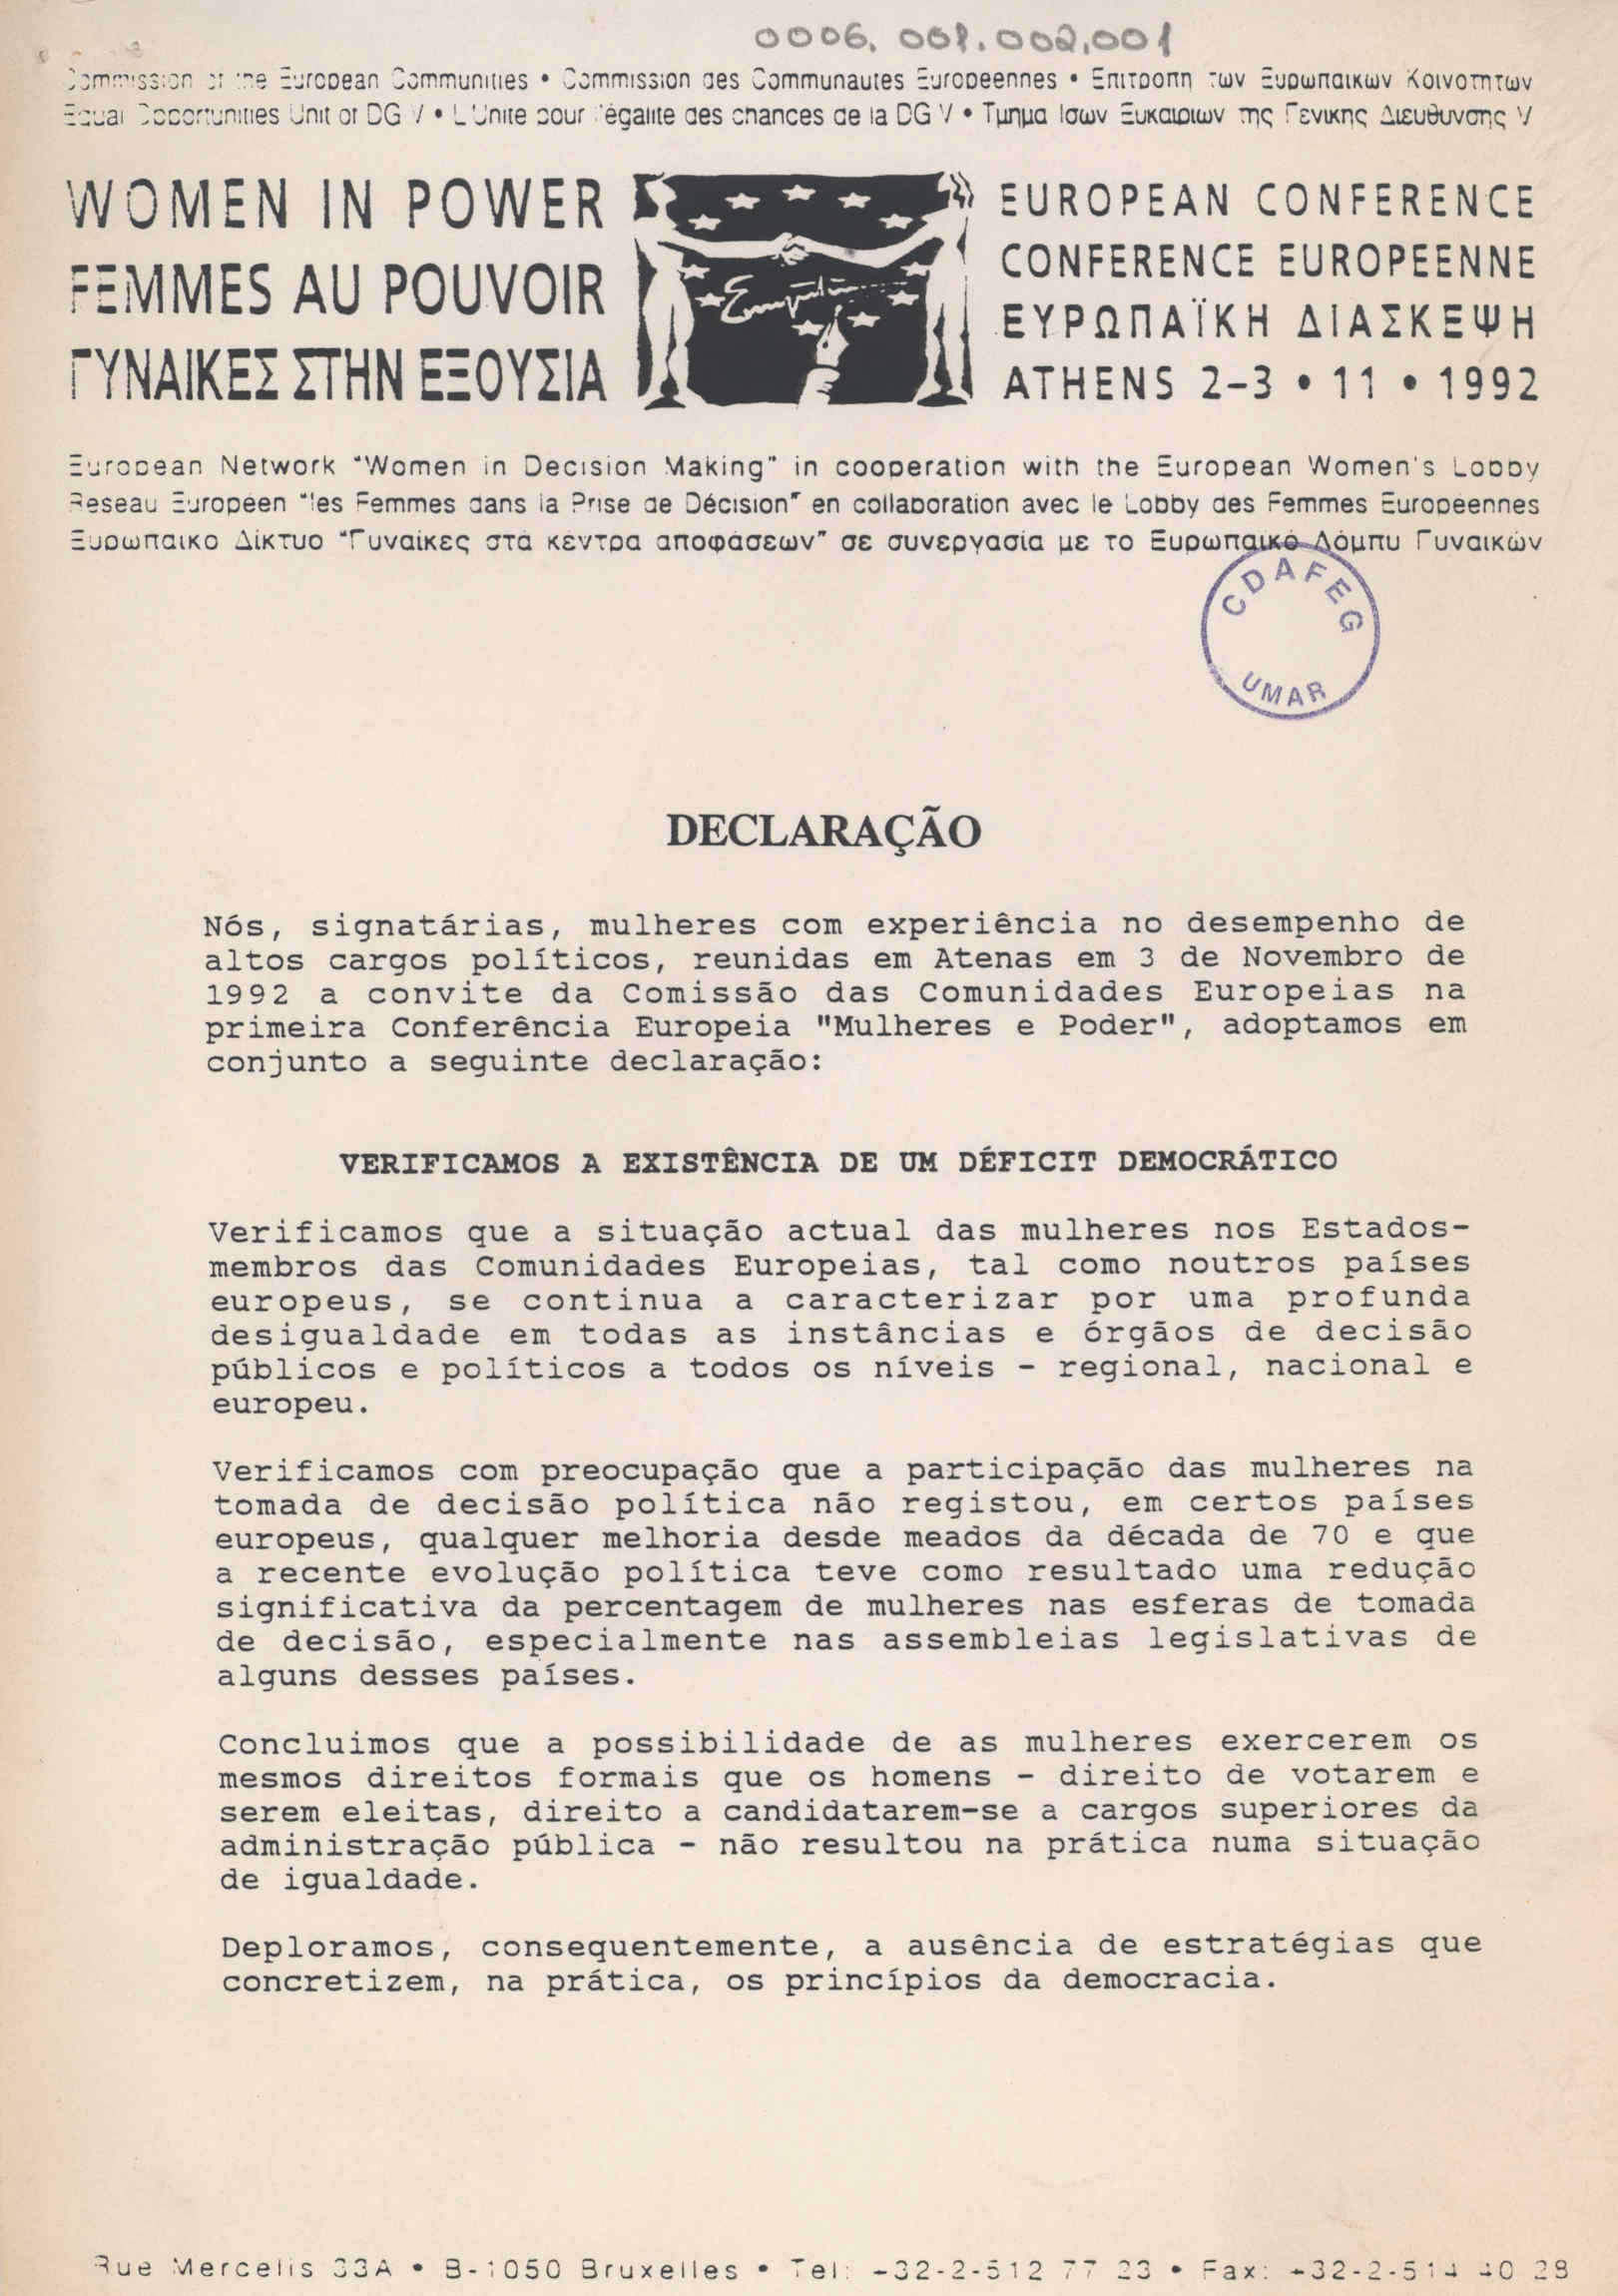 0006.001.002.001
Commission of the European Communities • Commission des Communautes Europeennes • Επιτροπη των Ευρωπαικων Κοινοτητων
Equal Opportunities Unit of DG V • L'Unite pour l'égalite des chances de la DG V • Τμημα Ισων Ευκαιριων της Γενικης Διευθυνσης V
WOMEN IN POWER
FEMMES AU POUVOIR
ΓΥΝΑΙΚΕΣ ΣΤΗΝ ΕΞΟΥΣΙΑ
EUROPEAN CONFERENCE
CONFERENCE EUROPEENNE
ΕΥΡΩΠΑΪΚΗ ΔΙΑΣΚΕΨΗ
ATHENS 2-3 • 11 • 1992
European Network "Women in Decision Making" in cooperation with the European Women's Lobby
Reseau Européen "les Femmes dans la Prise de Décision" en collaboration avec le Lobby des Femmes Européennes
Ευρωπαικο Δίκτυο "Γυναίκες στα κέντρα αποφάσεων" σε συνεργασία με το Ευρωπαικό Λόμπυ Γυναικών
CDAFEG
UMAR
DECLARAÇÃO
Nós, signatárias, mulheres com experiência no desempenho de
altos cargos políticos, reunidas em Atenas em 3 de Novembro de
1992 a convite da Comissão das Comunidades Europeias na
primeira Conferência Europeia "Mulheres e Poder", adoptamos em
conjunto a seguinte declaração:
VERIFICAMOS A EXISTÊNCIA DE UM DÉFICIT DEMOCRÁTICO
Verificamos que a situação actual das mulheres nos Estados-
membros das Comunidades Europeias, tal como noutros países
europeus, se continua a caracterizar por uma profunda
desigualdade em todas as instâncias e órgãos de decisão
públicos e políticos a todos os níveis - regional, nacional e
europeu.
Verificamos com preocupação que a participação das mulheres na
tomada de decisão política não registou, em certos países
europeus, qualquer melhoria desde meados da década de 70 e que
a recente evolução política teve como resultado uma redução
significativa da percentagem de mulheres nas esferas de tomada
de decisão, especialmente nas assembleias legislativas de
alguns desses países.
Concluimos que a possibilidade de as mulheres exercerem os
mesmos direitos formais que os homens - direito de votarem e
serem eleitas, direito a candidatarem-se a cargos superiores da
administração pública - não resultou na prática numa situação
de igualdade.
Deploramos, consequentemente, a ausência de estratégias que
concretizem, na prática, os princípios da democracia.
Rue Mercelis 33A • B-1050 Bruxelles • Tel: +32-2-512 77 23 • Fax: +32-2-514 40 28